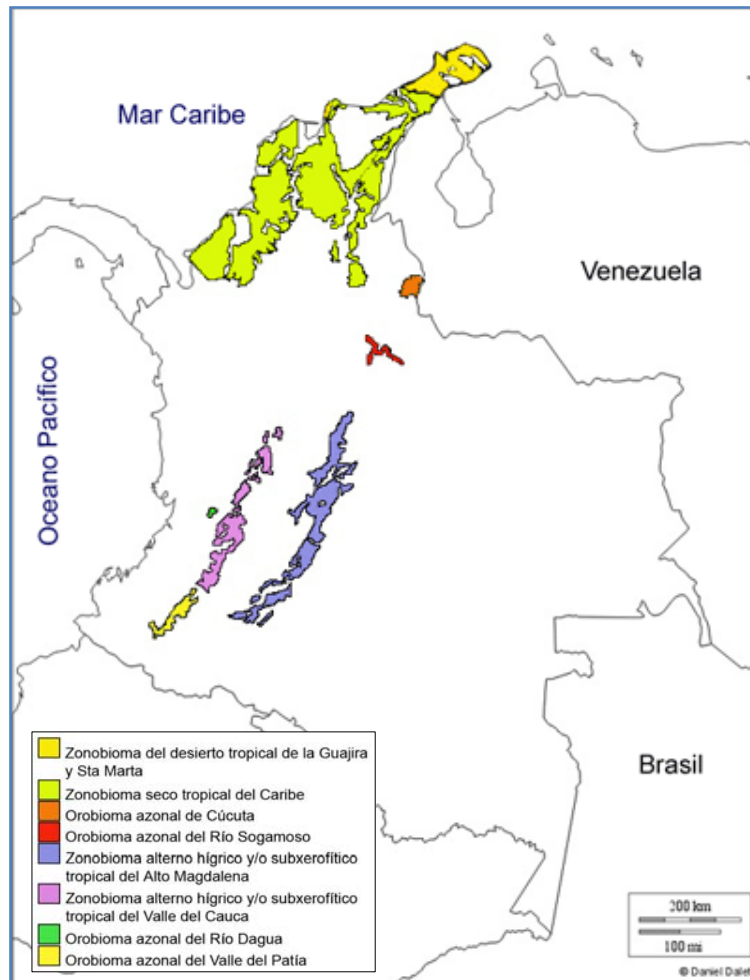 Mar Caribe
Venezuela
Oceano Pacífico
Brasil
Zonobioma del desierto tropical de la Guajira
y Sta Marta
Zonobioma seco tropical del Caribe
Orobioma azonal de Cúcuta
Orobioma azonal del Río Sogamoso
Zonobioma alterno hígrico y/o subxerofítico
tropical del Alto Magdalena
Zonobioma alterno hígrico y/o subxerofítico
tropical del Valle del Cauca
Orobioma azonal del Río Dagua
Orobioma azonal del Valle del Patía
200 km
100 mi
© Daniel Dalet